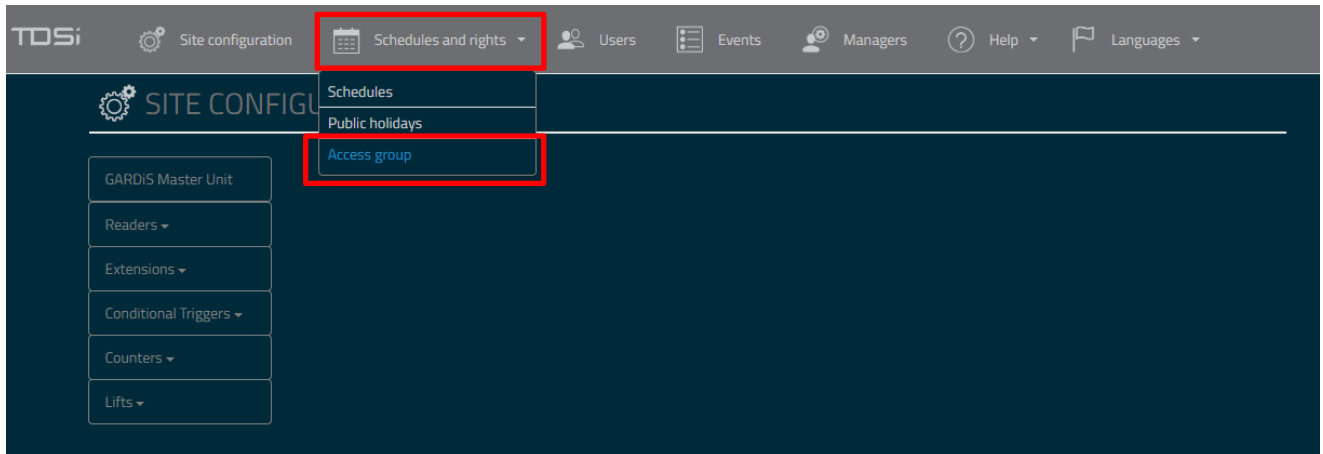 TDSi Site configuration Schedules and rights Users Events Managers Help Languages
SITE CONFIGU
Schedules
Public holidays
Access group
GARDiS Master Unit
Readers
Extensions
Conditional Triggers
Counters
Lifts